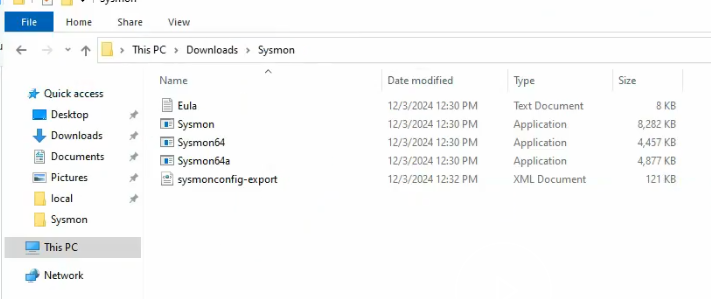 sysmon
File Home Share View
This PC Downloads Sysmon
Name Date modified Type Size
Quick access
Desktop
Downloads
Documents
Pictures
local
Sysmon
This PC
Network
Eula 12/3/2024 12:30 PM Text Document 8 KB
Sysmon 12/3/2024 12:30 PM Application 8,282 KB
Sysmon64 12/3/2024 12:30 PM Application 4,457 KB
Sysmon64a 12/3/2024 12:30 PM Application 4,877 KB
sysmonconfig-export 12/3/2024 12:32 PM XML Document 121 KB